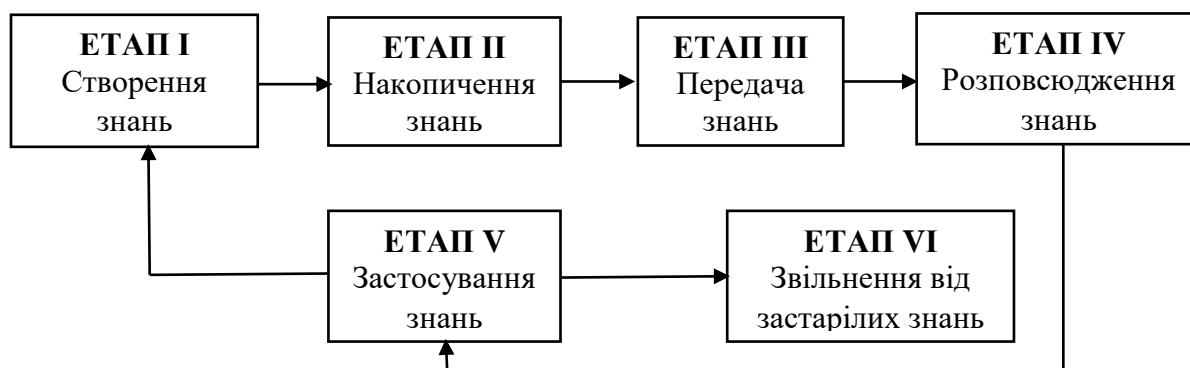 ЕТАП I
Створення
знань
ЕТАП II
Накопичення
знань
ЕТАП III
Передача
знань
ЕТАП IV
Розповсюдження
знань
ЕТАП V
Застосування
знань
ЕТАП VI
Звільнення від
застарілих знань